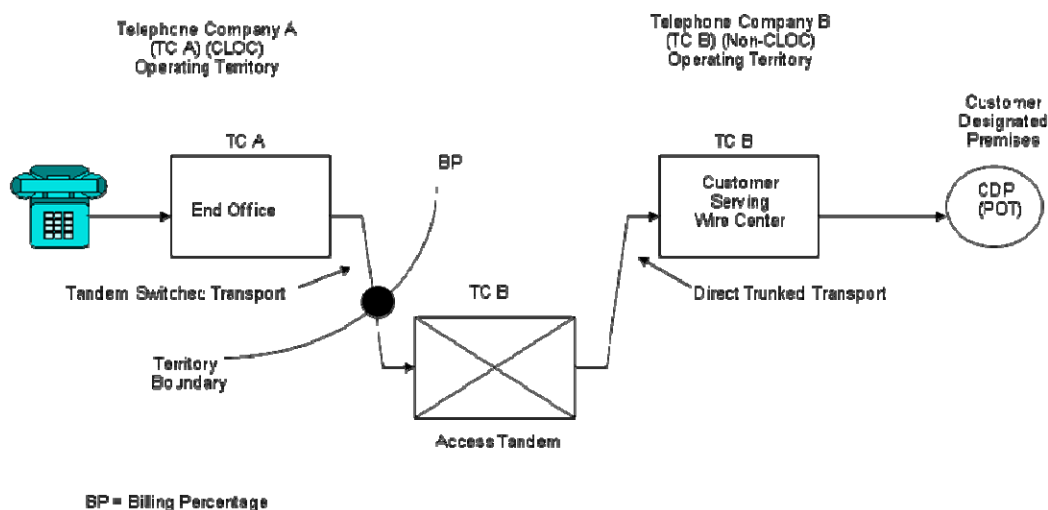 Telephone Company A
(TC A) (CLOC)
Operating Territory
Telephone Company B
(TC B) (Non-CLOC)
Operating Territory
Customer
Designated
Premises
TC A
BP
TC B
End Office
Customer
Serving
Wire Center
CDP
(POT)
Tandem Switched Transport
TC B
Direct Trunked Transport
Territory
Boundary
Access Tandem
BP = Billing Percentage